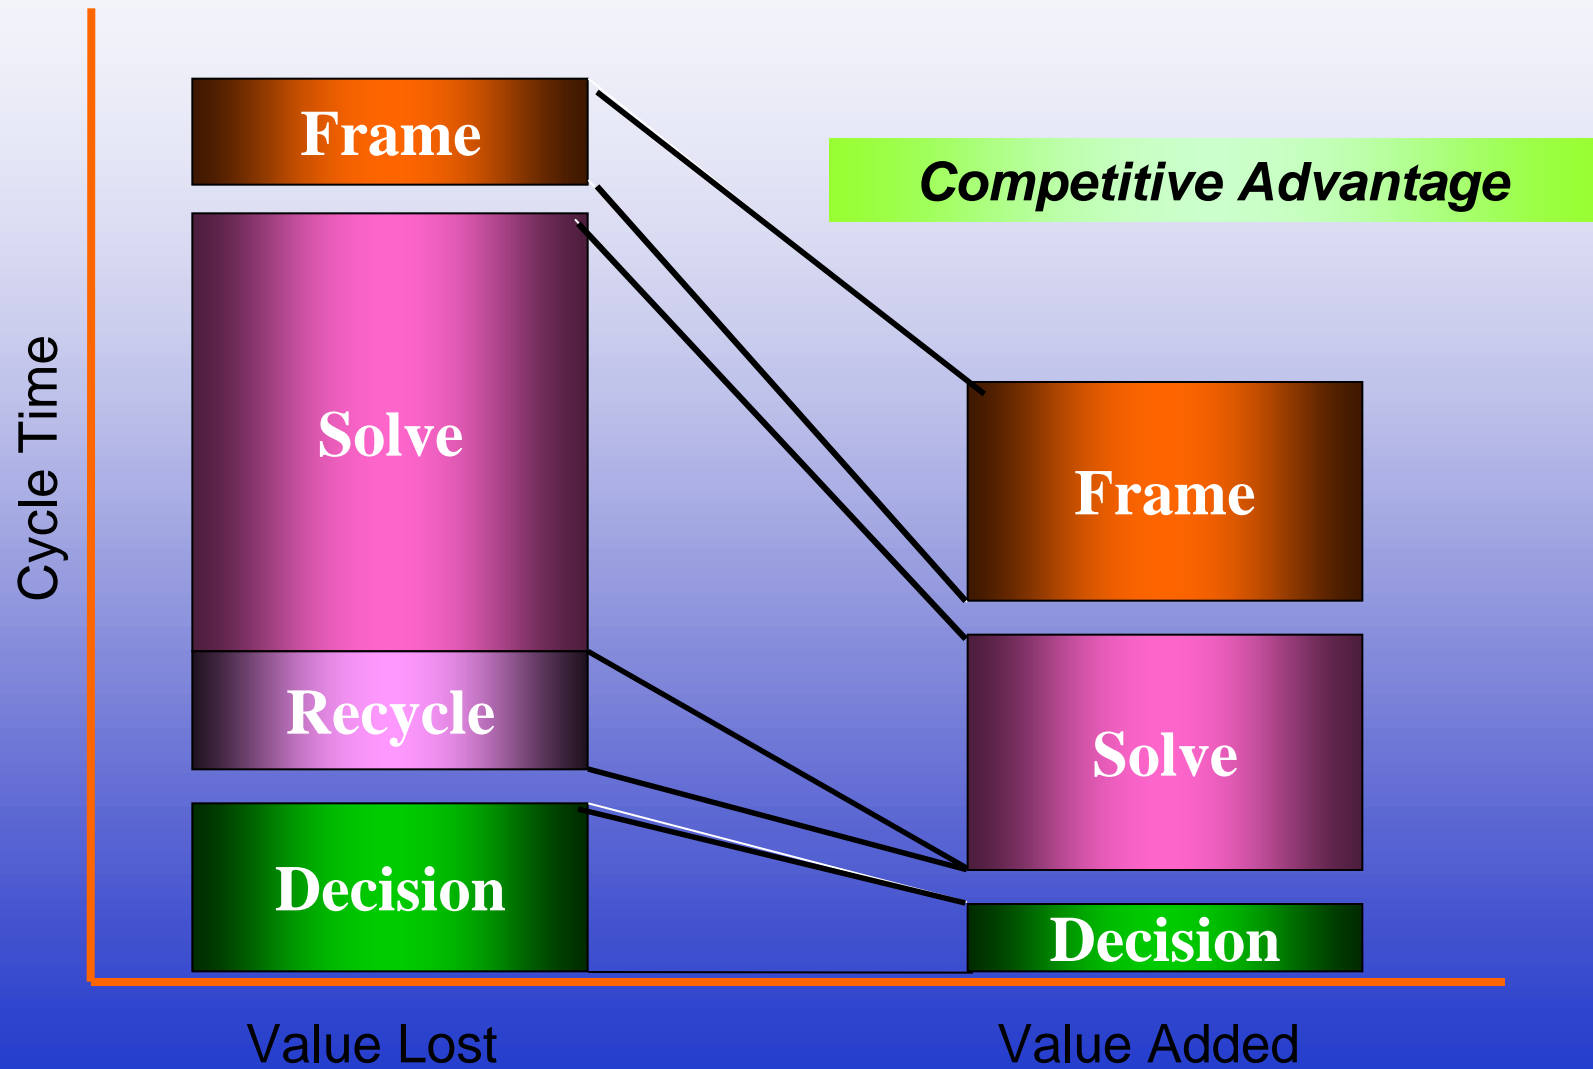 Frame
Competitive Advantage
Solve
Cycle Time
Frame
Recycle
Solve
Decision
Decision
Value Lost
Value Added